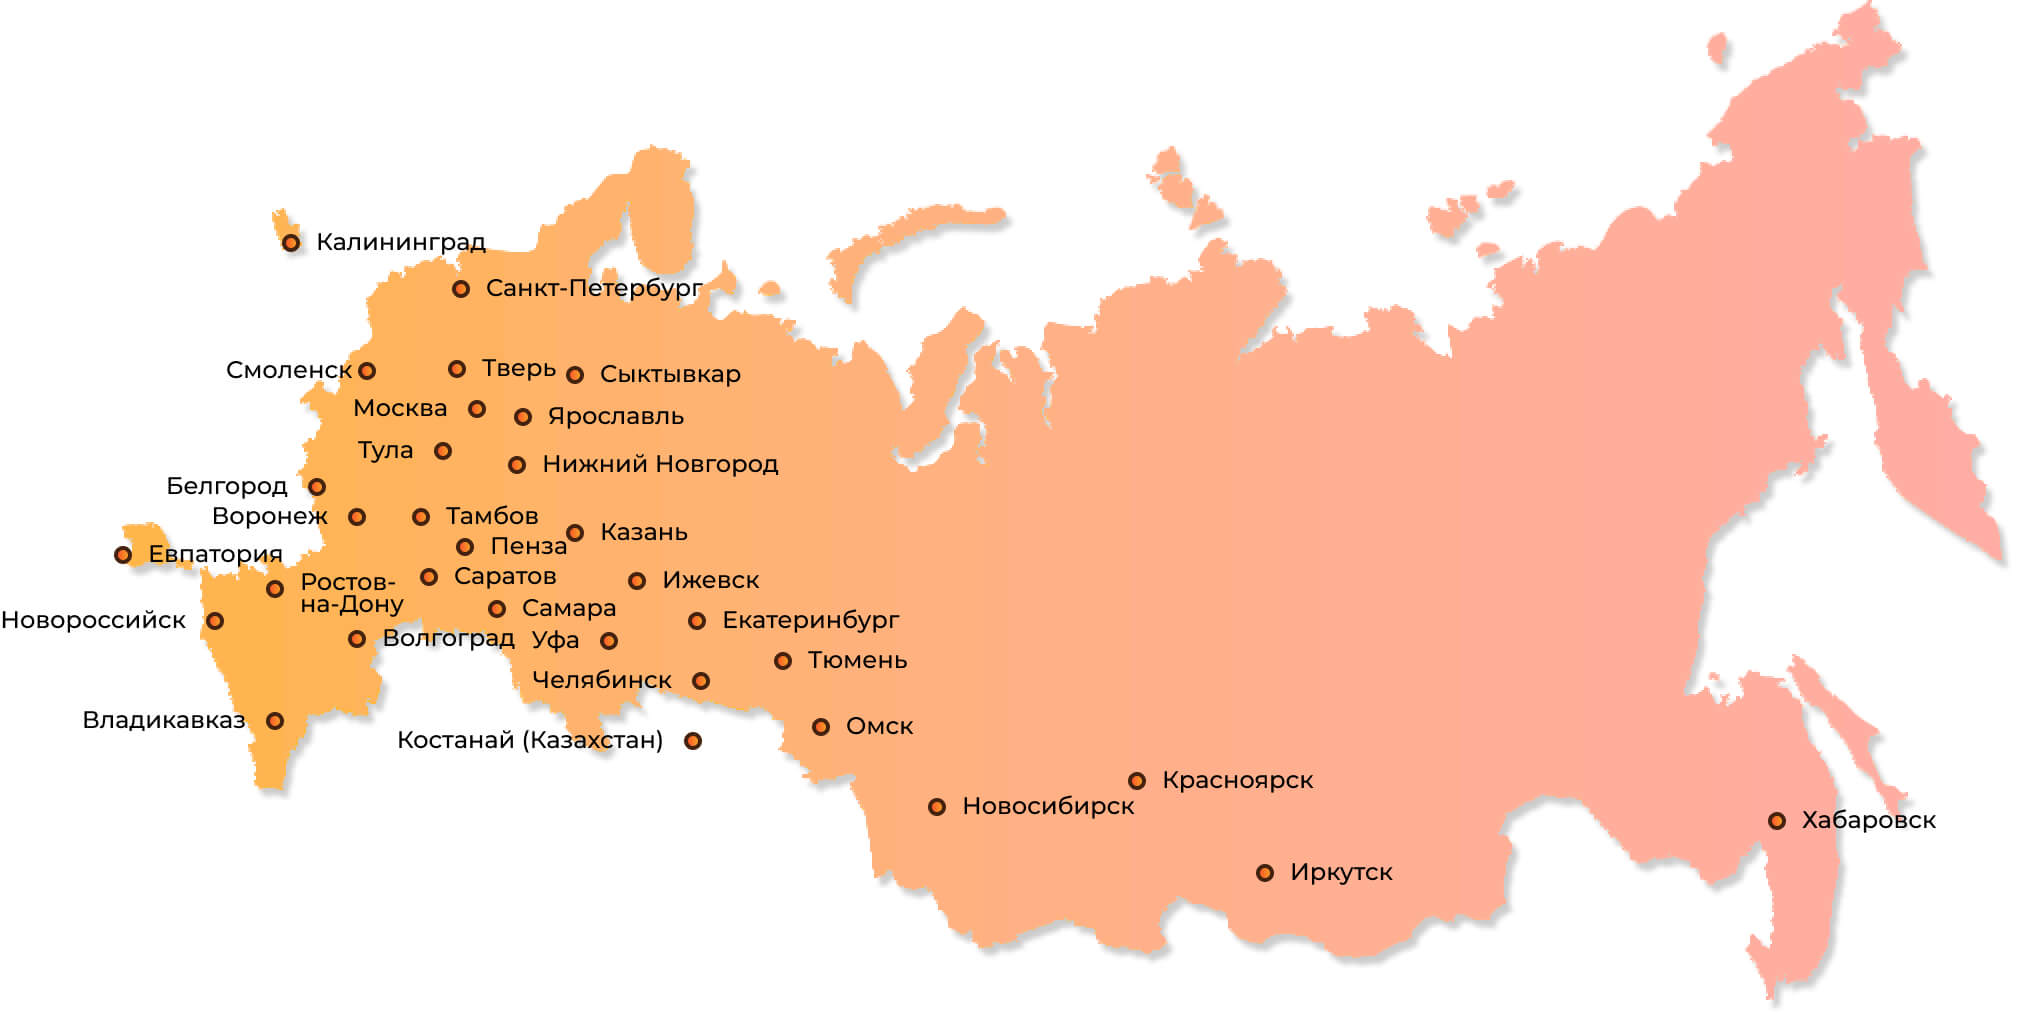 Калининград
Санкт-Петербург
Смоленск
Тверь
Сыктывкар
Москва
Ярославль
Тула
Нижний Новгород
Белгород
Воронеж
Тамбов
Казань
Пенза
Евпатория
Саратов
Ижевск
Ростов-
на-Дону
Самара
Новороссийск
Екатеринбург
Волгоград
Уфа
Тюмень
Челябинск
Владикавказ
Омск
Костанай (Казахстан)
Красноярск
Новосибирск
Хабаровск
Иркутск